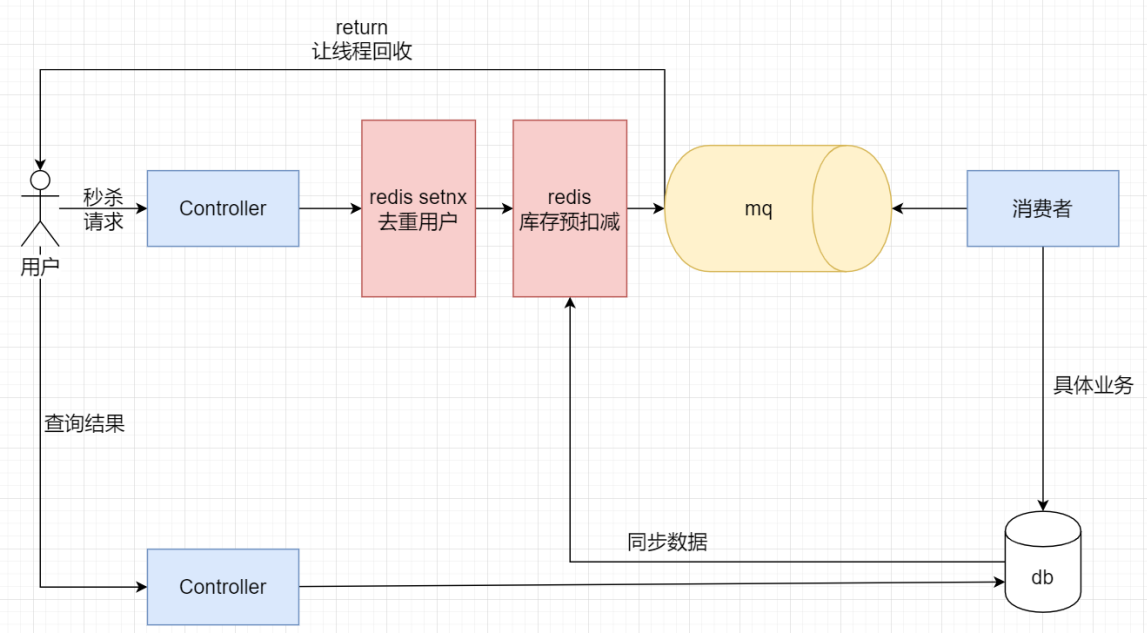 return
让线程回收
秒杀
请求
Controller
redis setnx
去重用户
redis
库存预扣减
mq
消费者
用户
具体业务
查询结果
同步数据
Controller
db